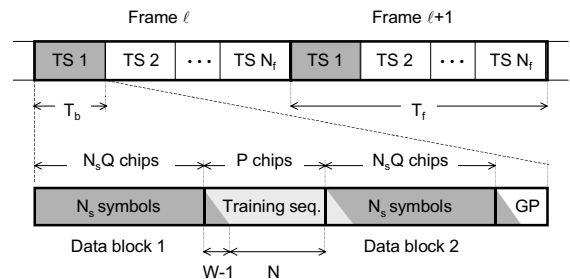 Frame ℓ Frame ℓ+1
TS 1 TS 2 ··· TS N_f TS 1 TS 2 ··· TS N_f
T_b T_f
N_sQ chips P chips N_sQ chips
N_s symbols Training seq. N_s symbols GP
Data block 1 Data block 2
W-1 N